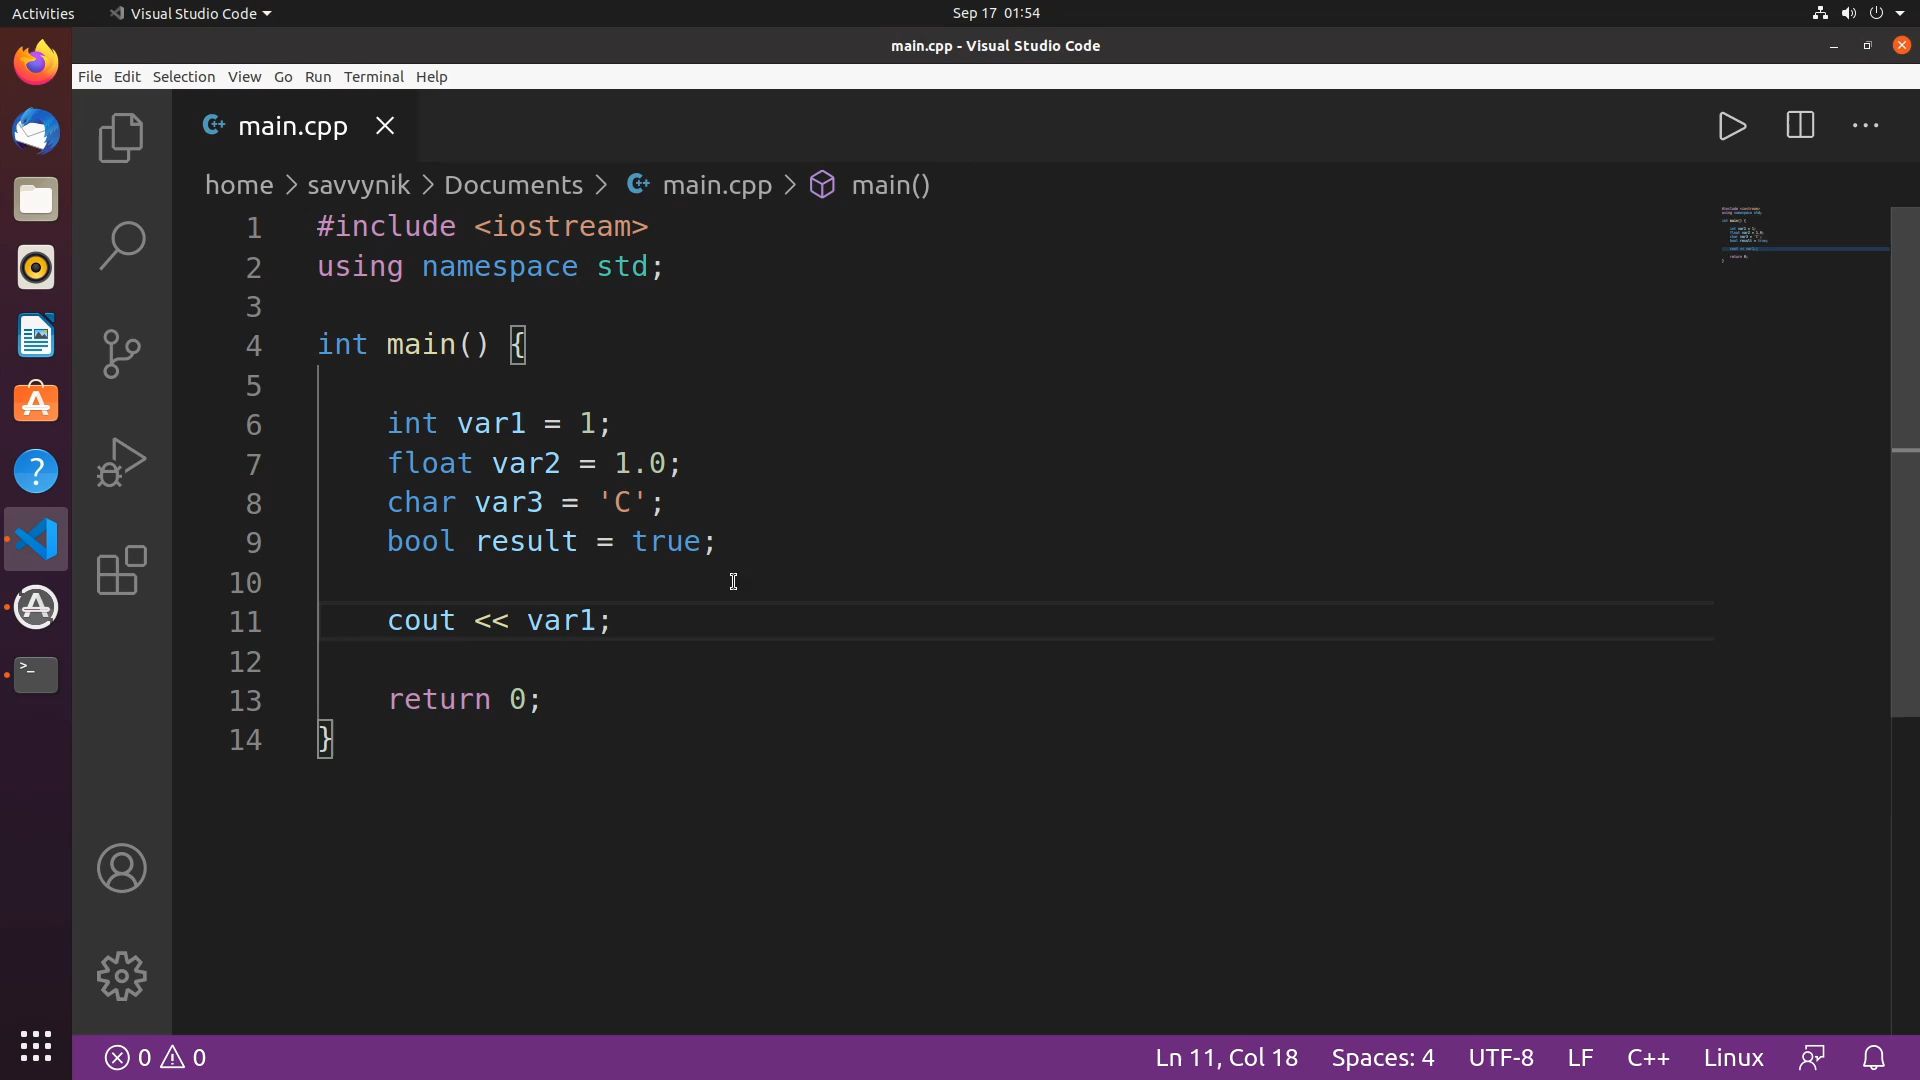 Activities
Visual Studio Code
Sep 17 01:54
main.cpp - Visual Studio Code
File Edit Selection View Go Run Terminal Help
main.cpp
home > savvynik > Documents > main.cpp > main()
1 #include <iostream>
2 using namespace std;
3
4 int main() {
5
6 int var1 = 1;
7 float var2 = 1.0;
8 char var3 = 'C';
9 bool result = true;
10
11 cout << var1;
12
13 return 0;
14 }
0 0
Ln 11, Col 18 Spaces: 4 UTF-8 LF C++ Linux